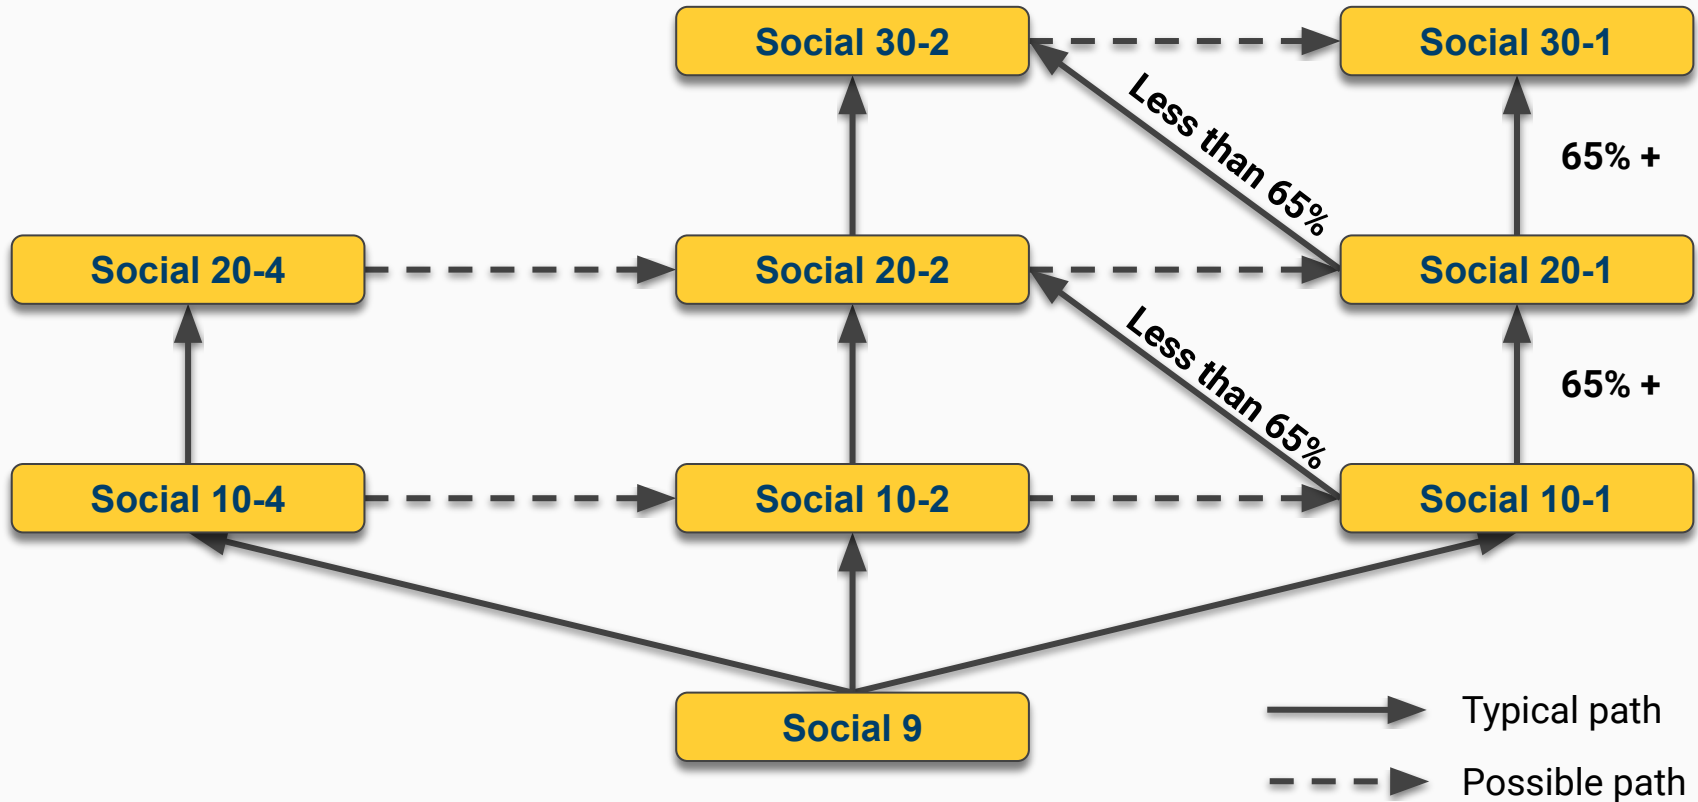 Social 30-2
Social 30-1
Less than 65%
65% +
Social 20-4
Social 20-2
Social 20-1
Less than 65%
65% +
Social 10-4
Social 10-2
Social 10-1
Social 9
Typical path
Possible path